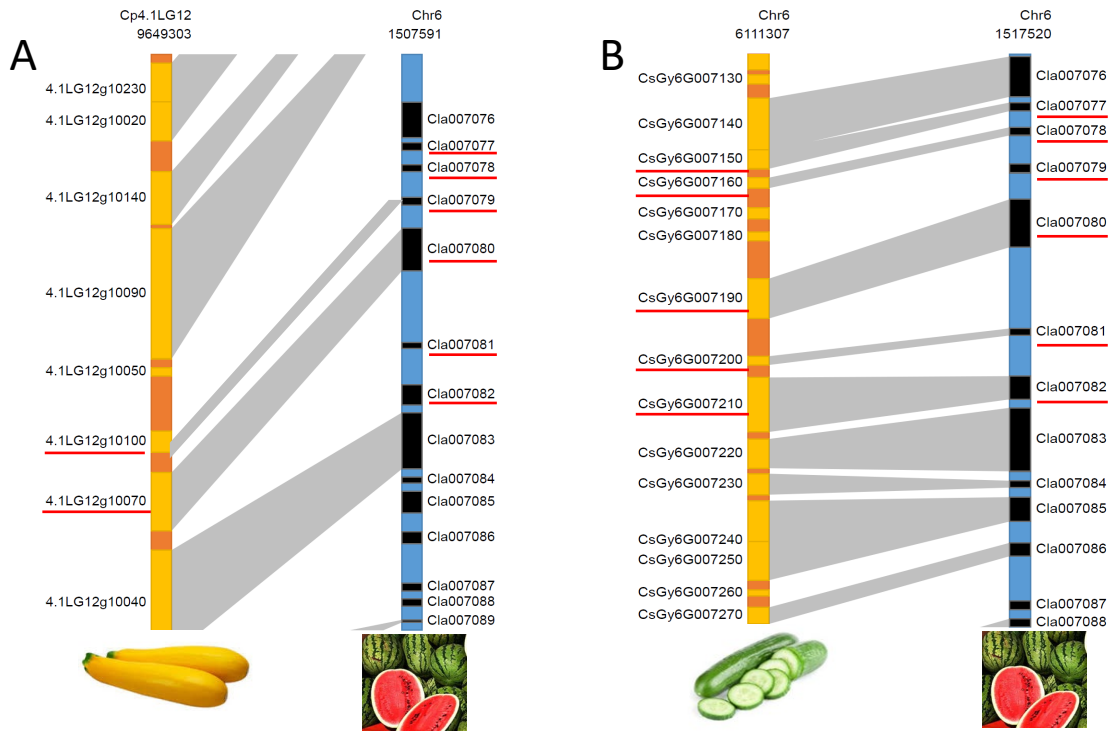 A
Cp4.1LG12
9649303
Chr6
1507591
4.1LG12g10230
4.1LG12g10020
4.1LG12g10140
4.1LG12g10090
4.1LG12g10050
4.1LG12g10100
4.1LG12g10070
4.1LG12g10040
Cla007076
Cla007077
Cla007078
Cla007079
Cla007080
Cla007081
Cla007082
Cla007083
Cla007084
Cla007085
Cla007086
Cla007087
Cla007088
Cla007089
B
Chr6
6111307
Chr6
1517520
CsGy6G007130
CsGy6G007140
CsGy6G007150
CsGy6G007160
CsGy6G007170
CsGy6G007180
CsGy6G007190
CsGy6G007200
CsGy6G007210
CsGy6G007220
CsGy6G007230
CsGy6G007240
CsGy6G007250
CsGy6G007260
CsGy6G007270
Cla007076
Cla007077
Cla007078
Cla007079
Cla007080
Cla007081
Cla007082
Cla007083
Cla007084
Cla007085
Cla007086
Cla007087
Cla007088